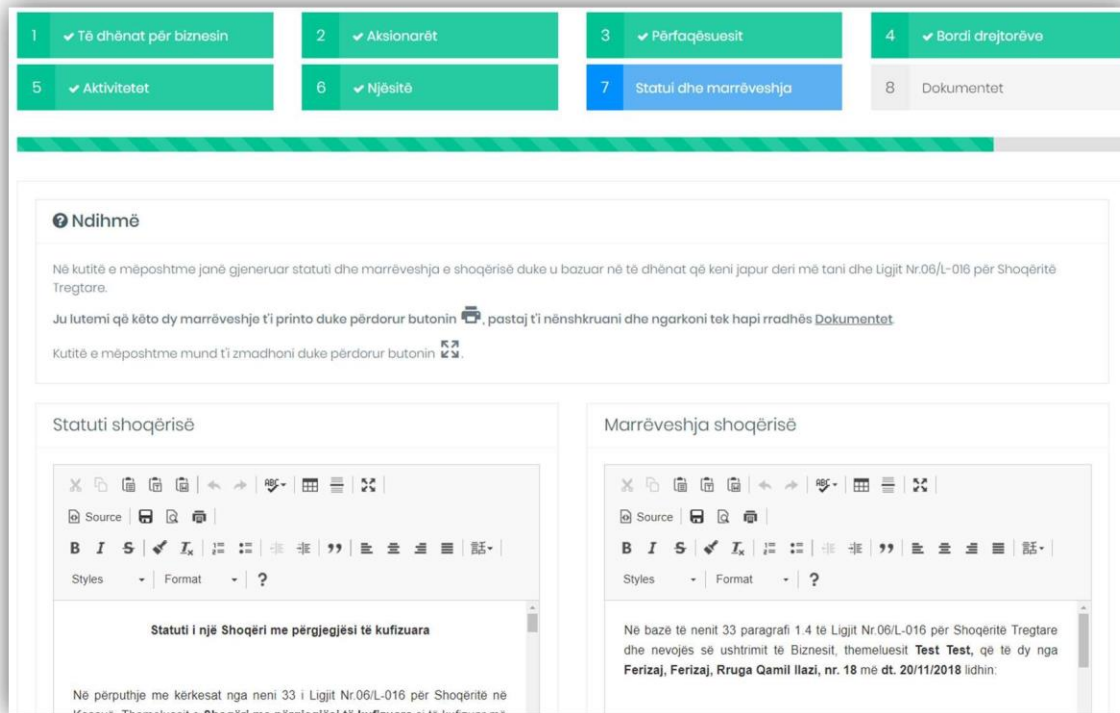 1 Të dhënat për biznesin
2 Aksionarët
3 Përfaqësuesit
4 Bordi drejtorëve
5 Aktivitetet
6 Njësitë
7 Statui dhe marrëveshja
8 Dokumentet
Ndihmë
Në kutitë e mëposhtme janë gjeneruar statuti dhe marrëveshja e shoqërisë duke u bazuar në të dhënat që keni japur deri më tani dhe Ligjit Nr.06/L-016 për Shoqëritë
Tregtare.
Ju lutemi që këto dy marrëveshje t'i printo duke përdorur butonin , pastaj t'i nënshkruani dhe ngarkoni tek hapi rradhës Dokumentet.
Kutitë e mëposhtme mund t'i zmadhoni duke përdorur butonin .
Statuti shoqërisë
Source
Styles Format ?
Statuti i një Shoqëri me përgjegjësi të kufizuara
Në përputhje me kërkesat nga neni 33 i Ligjit Nr.06/L-016 për Shoqëritë në
Marrëveshja shoqërisë
Source
Styles Format ?
Në bazë të nenit 33 paragrafi 1.4 të Ligjit Nr.06/L-016 për Shoqëritë Tregtare
dhe nevojës së ushtrimit të Biznesit, themeluesit Test Test, që të dy nga
Ferizaj, Ferizaj, Rruga Qamil Ilazi, nr. 18 më dt. 20/11/2018 lidhin: